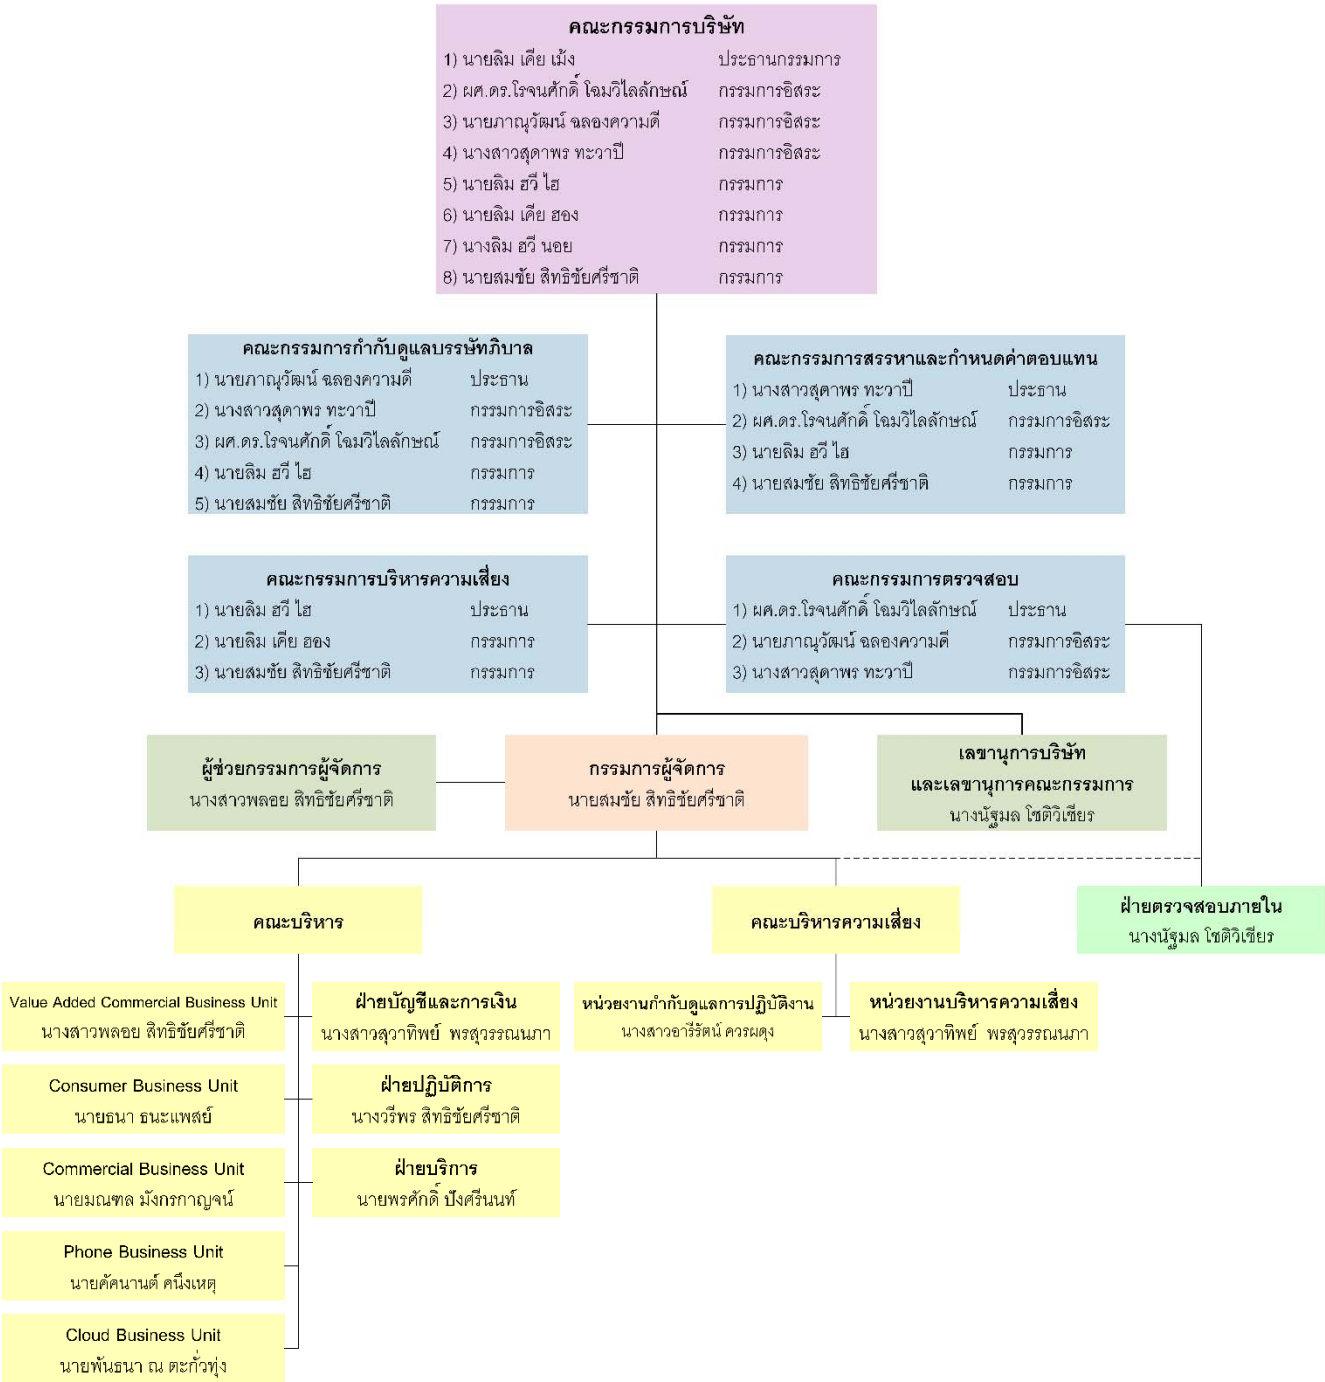 คณะกรรมการบริษัท
1) นายลิม เคีย เม้ง ประธานกรรมการ
2) ผศ.ดร.โรจนศักดิ์ โฉมวิไลลักษณ์ กรรมการอิสระ
3) นายภาณุวัฒน์ ฉลองความดี กรรมการอิสระ
4) นางสาวสุดาพร ทะวาปี กรรมการอิสระ
5) นายลิม ฮวี ไฮ กรรมการ
6) นายลิม เคีย ฮอง กรรมการ
7) นางลิม ฮวี นอย กรรมการ
8) นายสมชัย สิทธิชัยศรีชาติ กรรมการ
คณะกรรมการกำกับดูแลบรรษัทภิบาล
1) นายภาณุวัฒน์ ฉลองความดี ประธาน
2) นางสาวสุดาพร ทะวาปี กรรมการอิสระ
3) ผศ.ดร.โรจนศักดิ์ โฉมวิไลลักษณ์ กรรมการอิสระ
4) นายลิม ฮวี ไฮ กรรมการ
5) นายสมชัย สิทธิชัยศรีชาติ กรรมการ
คณะกรรมการสรรหาและกำหนดค่าตอบแทน
1) นางสาวสุดาพร ทะวาปี ประธาน
2) ผศ.ดร.โรจนศักดิ์ โฉมวิไลลักษณ์ กรรมการอิสระ
3) นายลิม ฮวี ไฮ กรรมการ
4) นายสมชัย สิทธิชัยศรีชาติ กรรมการ
คณะกรรมการบริหารความเสี่ยง
1) นายลิม ฮวี ไฮ ประธาน
2) นายลิม เคีย ฮอง กรรมการ
3) นายสมชัย สิทธิชัยศรีชาติ กรรมการ
คณะกรรมการตรวจสอบ
1) ผศ.ดร.โรจนศักดิ์ โฉมวิไลลักษณ์ ประธาน
2) นายภาณุวัฒน์ ฉลองความดี กรรมการอิสระ
3) นางสาวสุดาพร ทะวาปี กรรมการอิสระ
ผู้ช่วยกรรมการผู้จัดการ
นางสาวพลอย สิทธิชัยศรีชาติ
กรรมการผู้จัดการ
นายสมชัย สิทธิชัยศรีชาติ
เลขานุการบริษัท
และเลขานุการคณะกรรมการ
นางนัฐมล โชติวิเชียร
คณะบริหาร
คณะบริหารความเสี่ยง
ฝ่ายตรวจสอบภายใน
นางนัฐมล โชติวิเชียร
Value Added Commercial Business Unit
นางสาวพลอย สิทธิชัยศรีชาติ
ฝ่ายบัญชีและการเงิน
นางสาวสุวาทิพย์ พรสุวรรณนภา
หน่วยงานกำกับดูแลการปฏิบัติงาน
นางสาวอารีรัตน์ ควรผดุง
หน่วยงานบริหารความเสี่ยง
นางสาวสุวาทิพย์ พรสุวรรณนภา
Consumer Business Unit
นายธนา ธนะแพสย์
ฝ่ายปฏิบัติการ
นางวรีพร สิทธิชัยศรีชาติ
Commercial Business Unit
นายมณฑล มังกรกาญจน์
ฝ่ายบริการ
นายพรศักดิ์ ปังศรีนนท์
Phone Business Unit
นายคัคนานต์ คนึงเหตุ
Cloud Business Unit
นายพันธนา ณ ตะกั่วทุ่ง